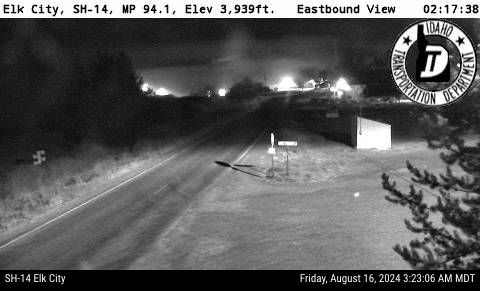 Elk City, SH-14, MP 94.1, Elev 3,939ft. Eastbound View 02:17:38
IDAHO
TRANSPORTATION DEPARTMENT
SH-14 Elk City Friday, August 16, 2024 3:23:06 AM MDT